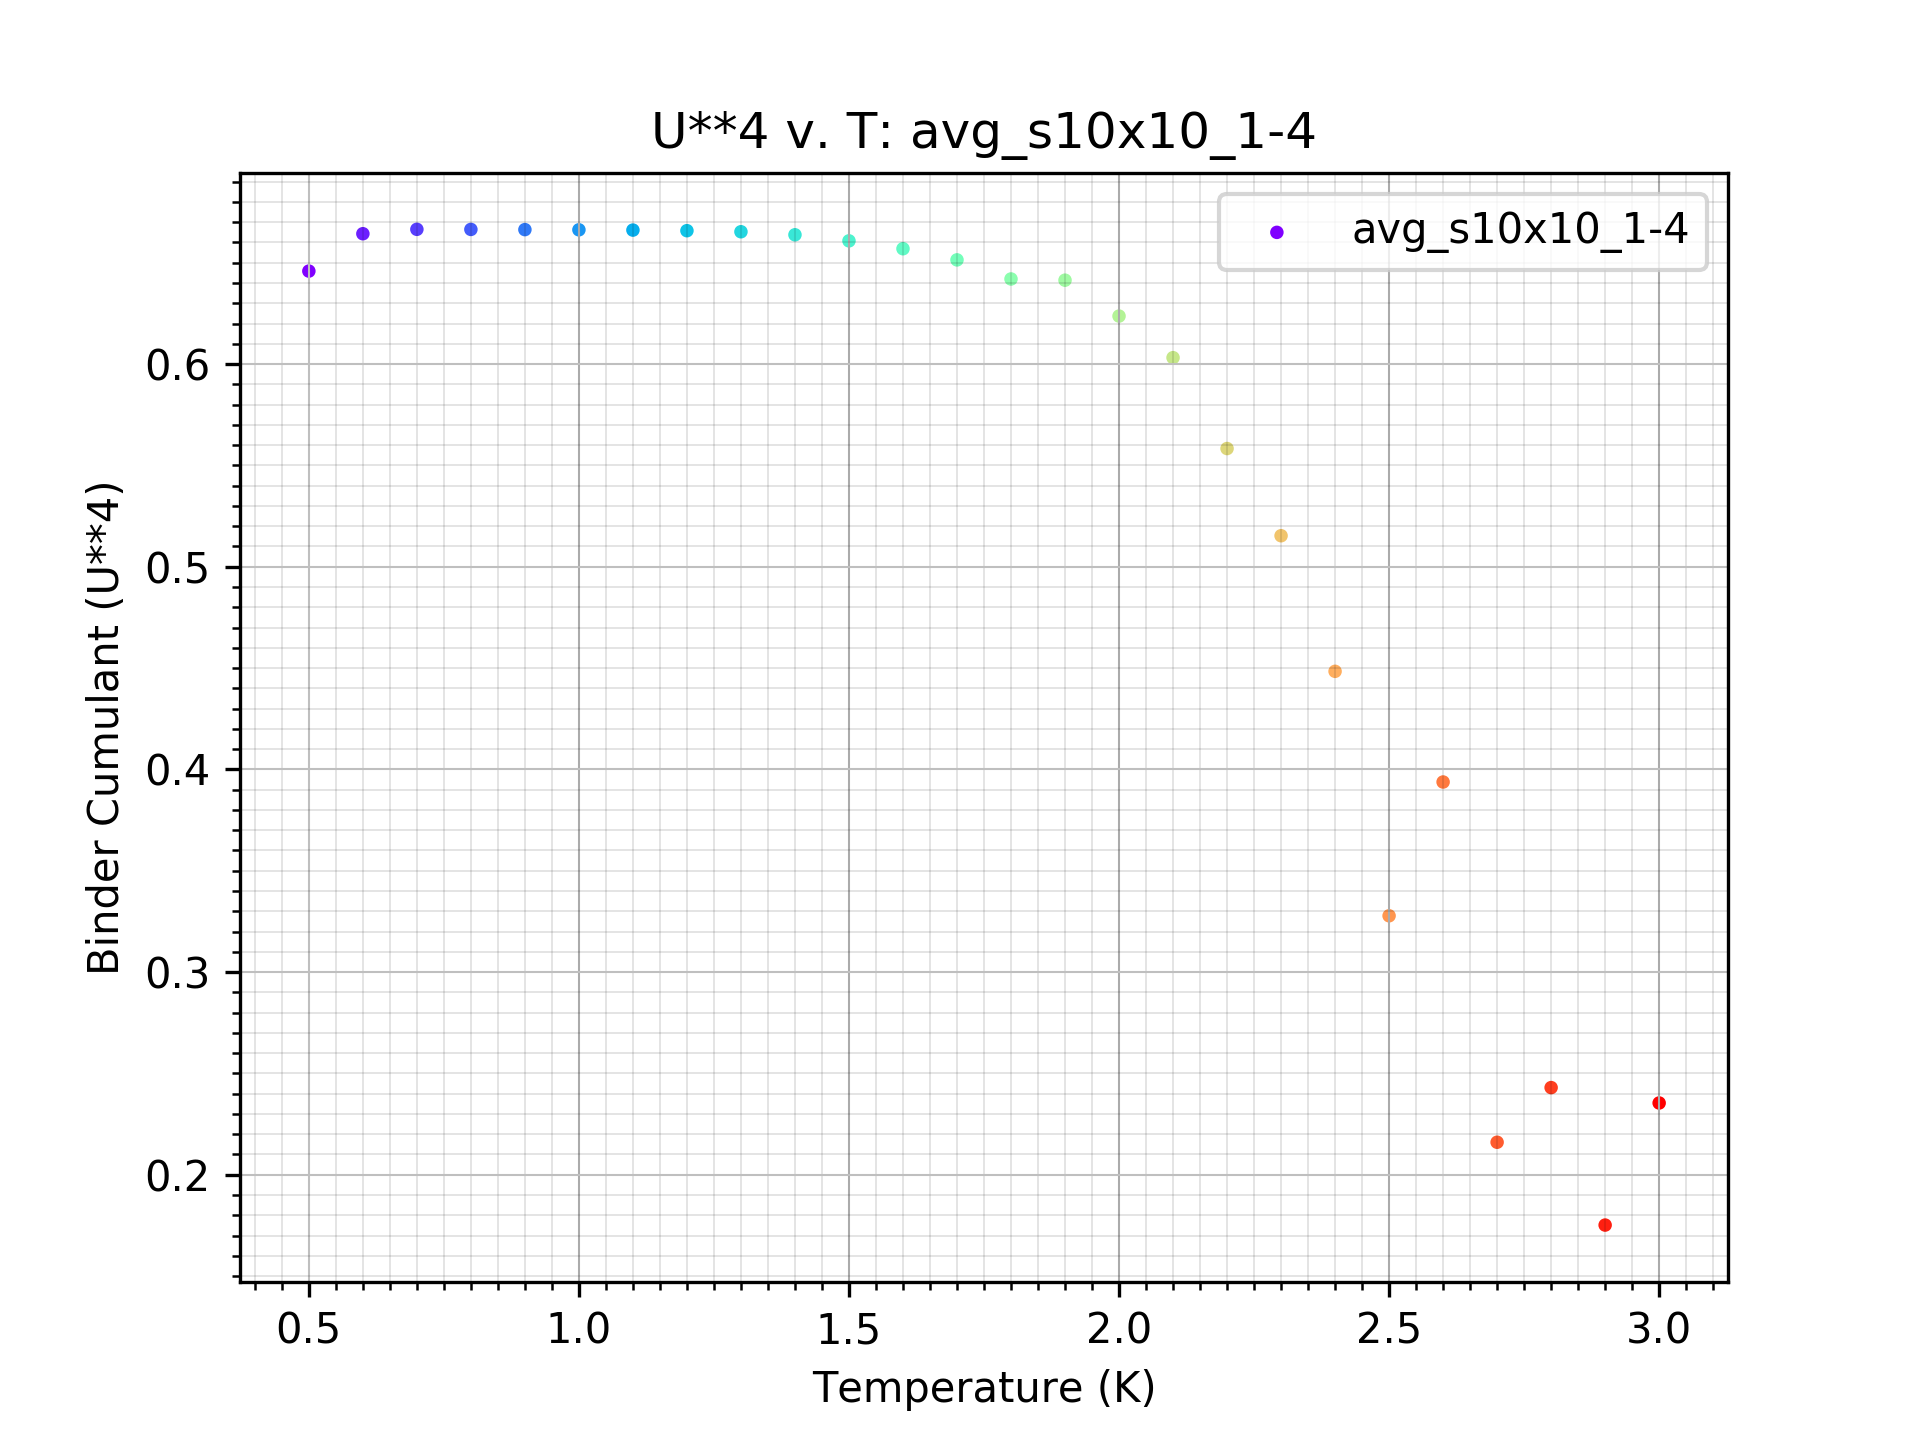 U**4 v. T: avg_s10x10_1-4
avg_s10x10_1-4
Binder Cumulant (U**4)
0.6
0.5
0.4
0.3
0.2
0.5 1.0 1.5 2.0 2.5 3.0
Temperature (K)